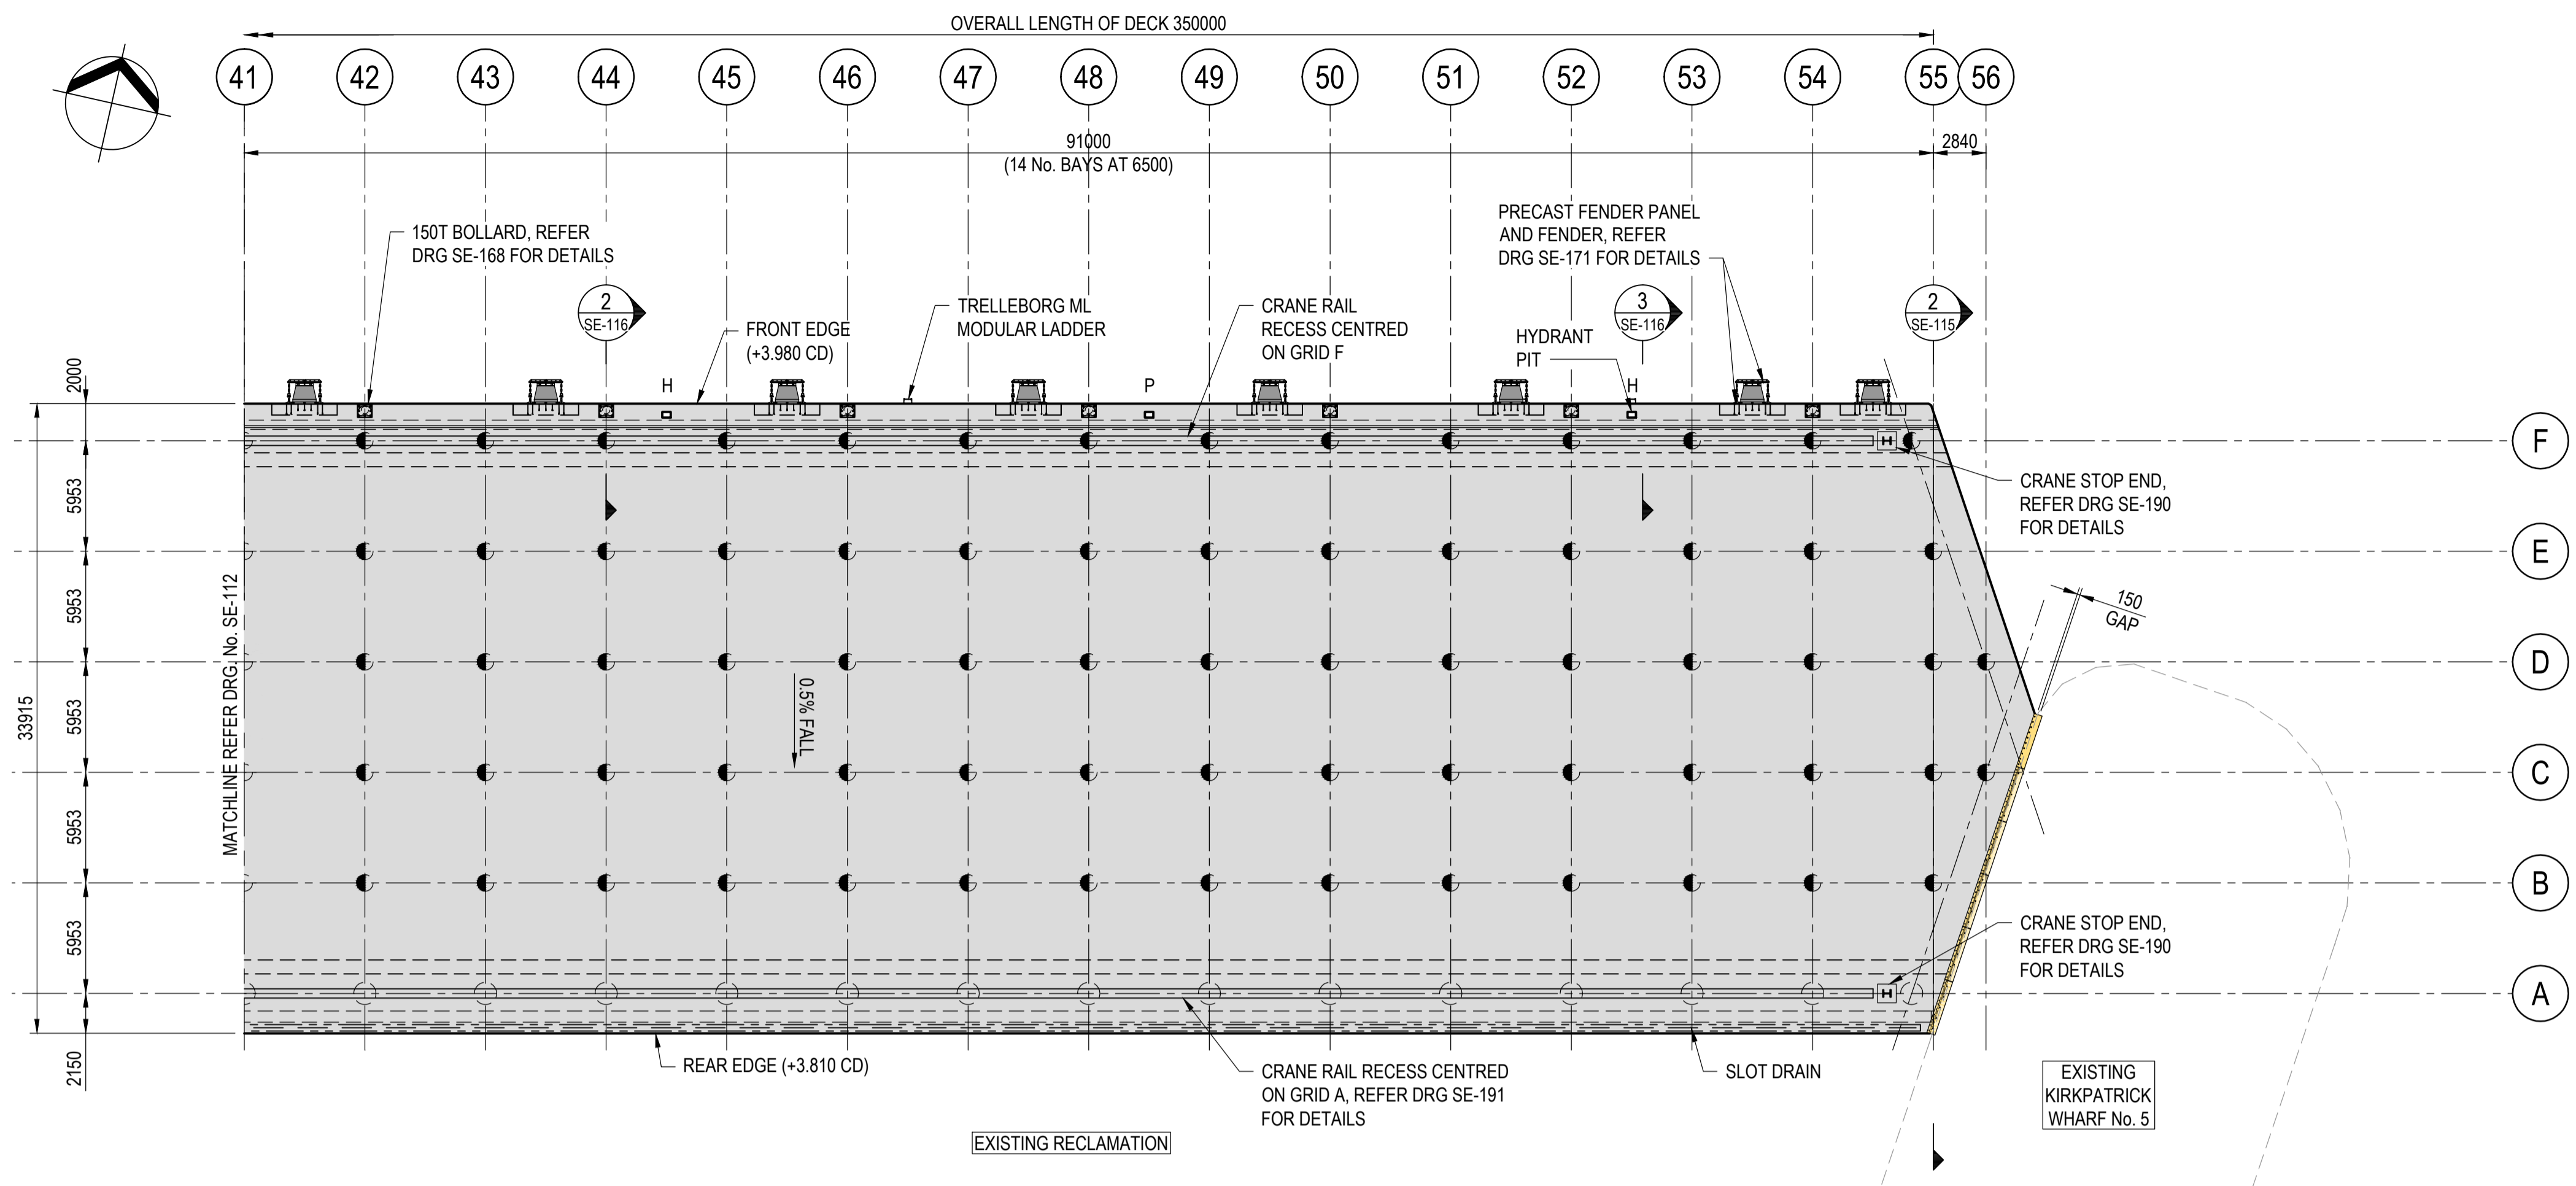 OVERALL LENGTH OF DECK 350000
41 42 43 44 45 46 47 48 49 50 51 52 53 54 55 56
91000
(14 No. BAYS AT 6500)
2840
150T BOLLARD, REFER
DRG SE-168 FOR DETAILS
2
SE-116
FRONT EDGE
(+3.980 CD)
TRELLEBORG ML
MODULAR LADDER
CRANE RAIL
RECESS CENTRED
ON GRID F
PRECAST FENDER PANEL
AND FENDER, REFER
DRG SE-171 FOR DETAILS
HYDRANT
PIT
3
SE-116
2
SE-115
H
P
H
2000
5953
5953
5953
5953
5953
2150
33915
MATCHLINE REFER DRG. No. SE-112
0.5% FALL
H
F
CRANE STOP END,
REFER DRG SE-190
FOR DETAILS
E
150
GAP
D
C
B
CRANE STOP END,
REFER DRG SE-190
FOR DETAILS
H
A
REAR EDGE (+3.810 CD)
CRANE RAIL RECESS CENTRED
ON GRID A, REFER DRG SE-191
FOR DETAILS
SLOT DRAIN
EXISTING
KIRKPATRICK
WHARF No. 5
EXISTING RECLAMATION